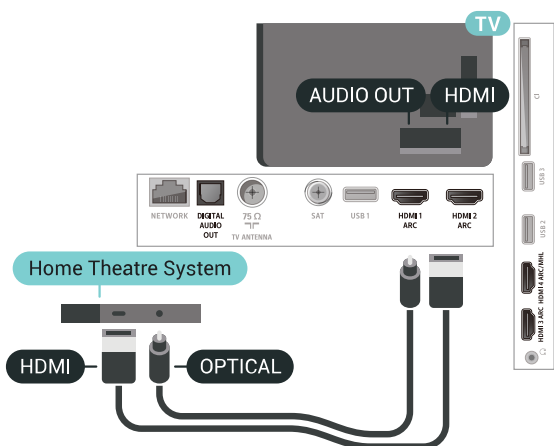 TV
AUDIO OUT
HDMI
CI
USB 3
USB 2
HDMI 4 ARC/MHL
HDMI 3 ARC
NETWORK
DIGITAL
AUDIO
OUT
75 Ω
TV ANTENNA
SAT
USB 1
HDMI 1
ARC
HDMI 2
ARC
Home Theatre System
HDMI
OPTICAL